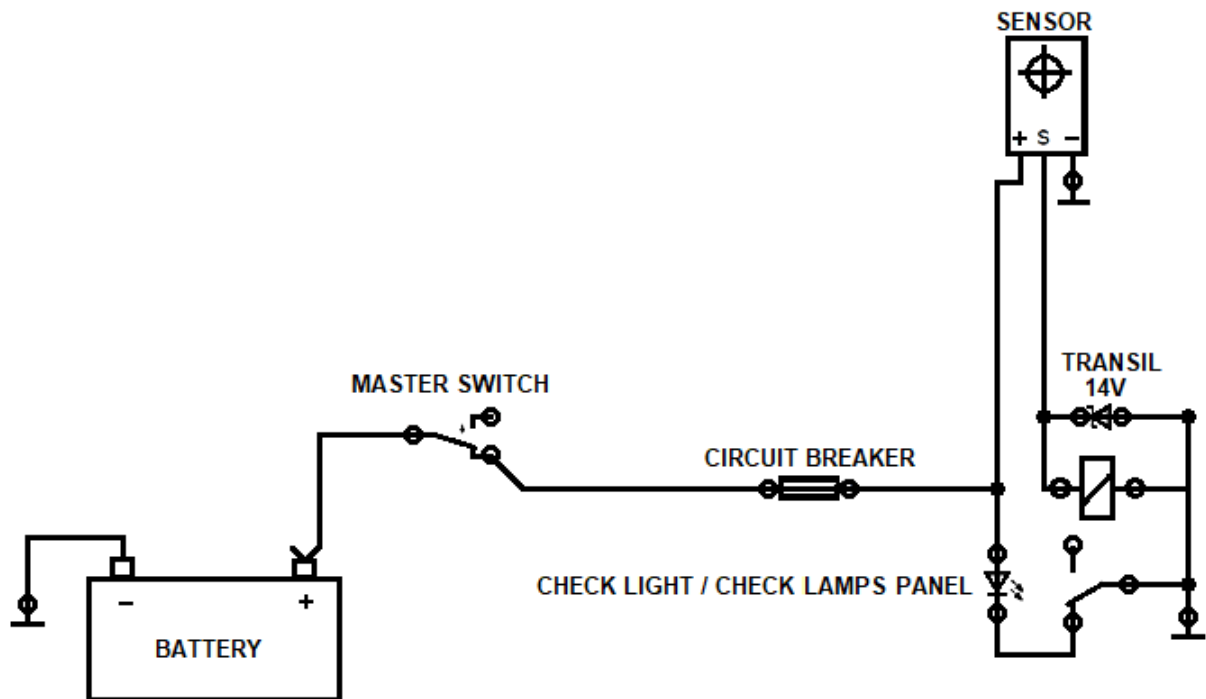 SENSOR
+ S −
TRANSIL
14V
MASTER SWITCH
CIRCUIT BREAKER
CHECK LIGHT / CHECK LAMPS PANEL
− +
BATTERY